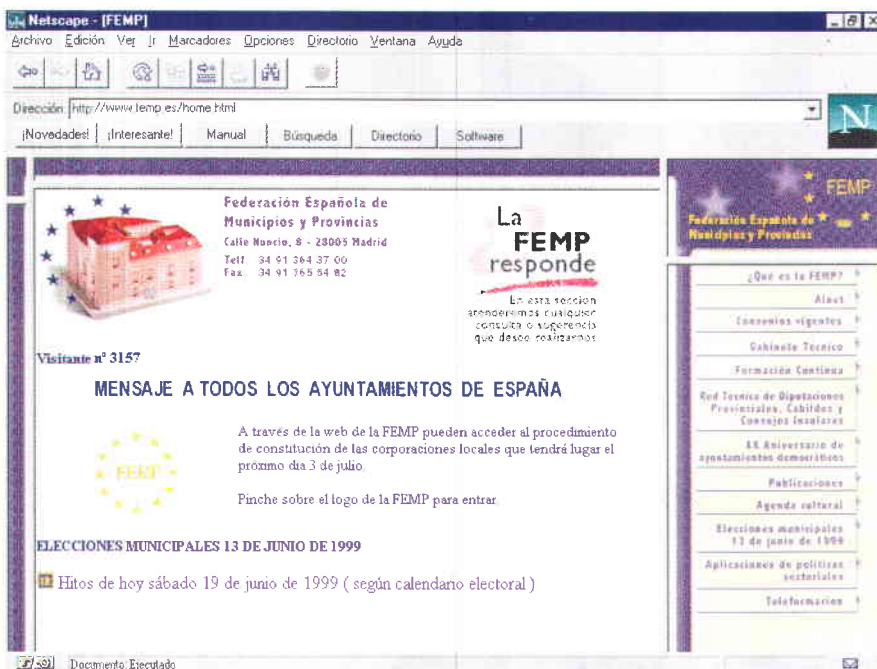 Netscape - [FEMP]
Archivo Edición Ver Ir Marcadores Opciones Directorio Ventana Ayuda
Dirección: http://www.femp.es/home.html
N
¡Novedades! ¡Interesante! Manual Búsqueda Directorio Software
Federación Española de
Municipios y Provincias
Calle Nuncio, 8 - 28005 Madrid
Telf. 34 91 364 37 00
Fax 34 91 365 54 82
La
FEMP
responde
En esta sección
atenderemos cualquier
consulta o sugerencia
que desee realizarnos
FEMP
Federación Española de
Municipios y Provincias
Visitante nº 3157
MENSAJE A TODOS LOS AYUNTAMIENTOS DE ESPAÑA
FEMP
A través de la web de la FEMP pueden acceder al procedimiento
de constitución de las corporaciones locales que tendrá lugar el
próximo día 3 de julio.
Pinche sobre el logo de la FEMP para entrar.
ELECCIONES MUNICIPALES 13 DE JUNIO DE 1999
Hitos de hoy sábado 19 de junio de 1999 ( según calendario electoral )
¿Qué es la FEMP?
Convenios vigentes
Gabinete Técnico
Formación Continua
Red Técnica de Diputaciones
Provinciales, Cabildos y
Consejos Insulares
XX Aniversario de
ayuntamientos democráticos
Publicaciones
Agenda cultural
Elecciones municipales
13 de junio de 1999
Aplicaciones de políticas
sectoriales
Teleformación
Documento: Ejecutado